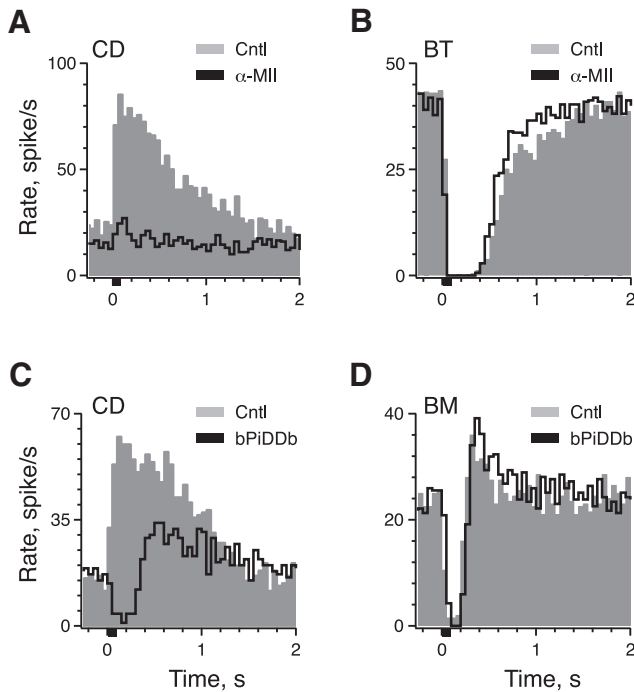 A
CD
Cntl
α-MII
100
50
0
Rate, spike/s
0
1
2
B
BT
Cntl
α-MII
50
25
0
0
1
2
C
CD
Cntl
bPiDDb
70
35
0
Rate, spike/s
0
1
2
Time, s
D
BM
Cntl
bPiDDb
40
20
0
0
1
2
Time, s